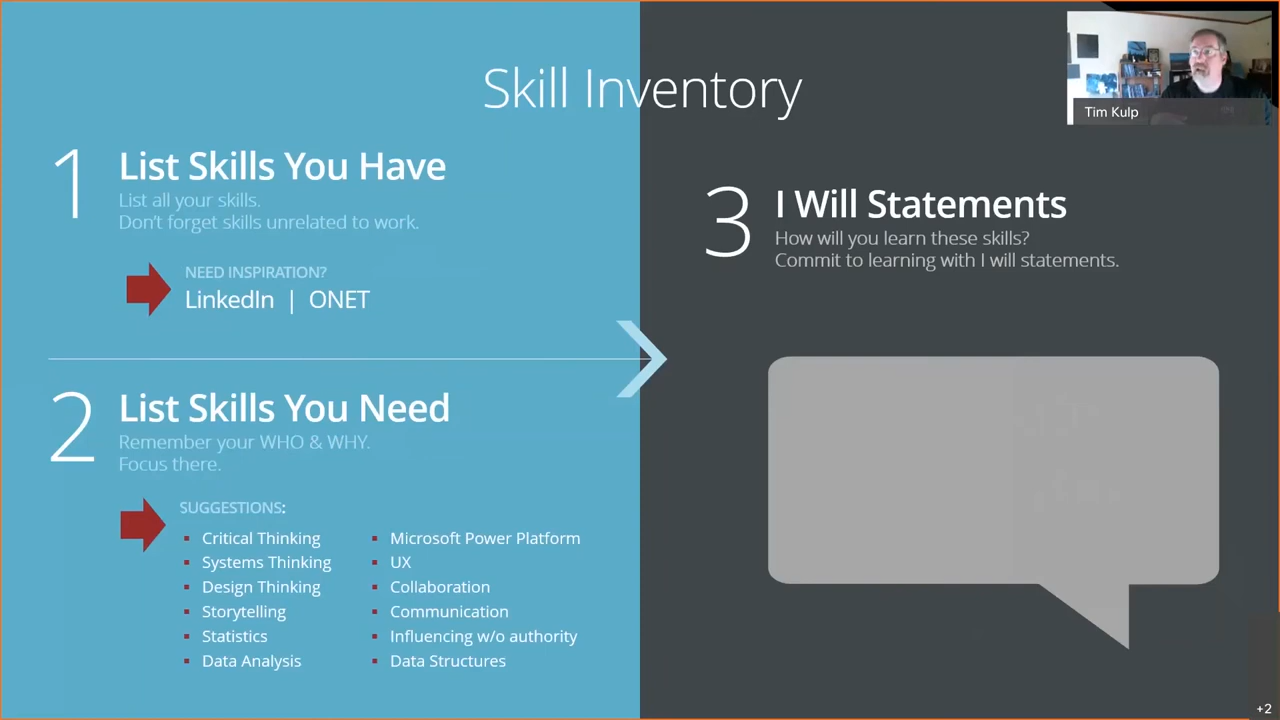 Skill Inventory
Tim Kulp
1
List Skills You Have
List all your skills.
Don't forget skills unrelated to work.
NEED INSPIRATION?
LinkedIn | ONET
2
List Skills You Need
Remember your WHO & WHY.
Focus there.
SUGGESTIONS:
▪ Critical Thinking
▪ Systems Thinking
▪ Design Thinking
▪ Storytelling
▪ Statistics
▪ Data Analysis
▪ Microsoft Power Platform
▪ UX
▪ Collaboration
▪ Communication
▪ Influencing w/o authority
▪ Data Structures
3
I Will Statements
How will you learn these skills?
Commit to learning with I will statements.
+2